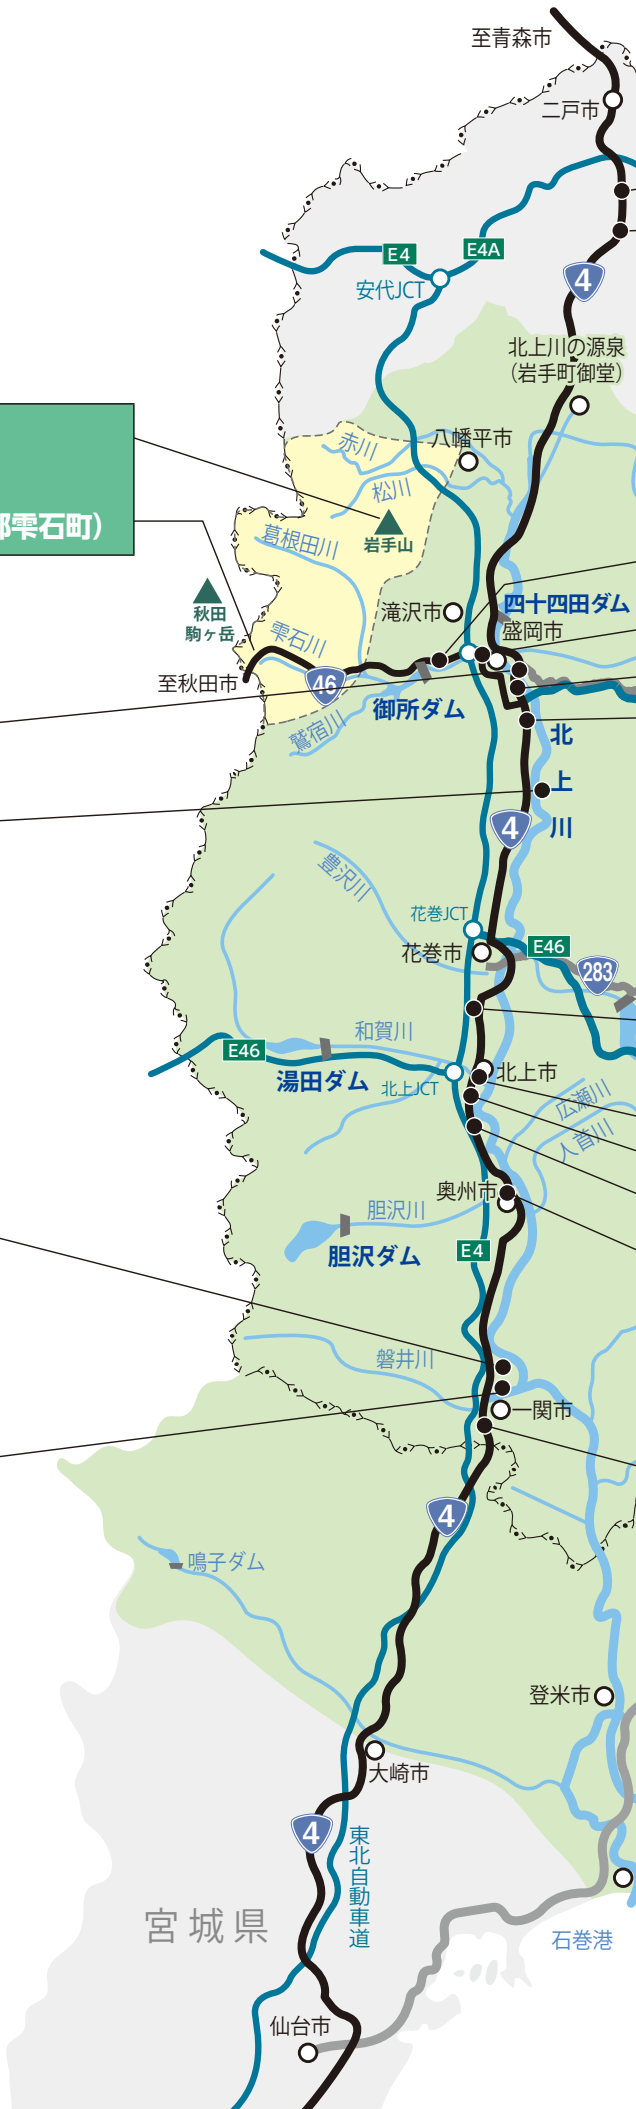 至青森市
二戸市
E4
E4A
安代JCT
4
北上川の源泉
（岩手町御堂）
赤川
八幡平市
松川
郡雫石町）
葛根田川
岩手山
秋田
駒ヶ岳
滝沢市
四十四田ダム
盛岡市
雫石川
至秋田市
46
御所ダム
鶯宿川
北
上
川
4
豊沢川
花巻JCT
花巻市
E46
283
和賀川
E46
湯田ダム
北上JCT
北上市
広瀬川
人首川
奥州市
胆沢川
胆沢ダム
E4
磐井川
一関市
4
鳴子ダム
登米市
大崎市
4
東北自動車道
宮城県
石巻港
仙台市